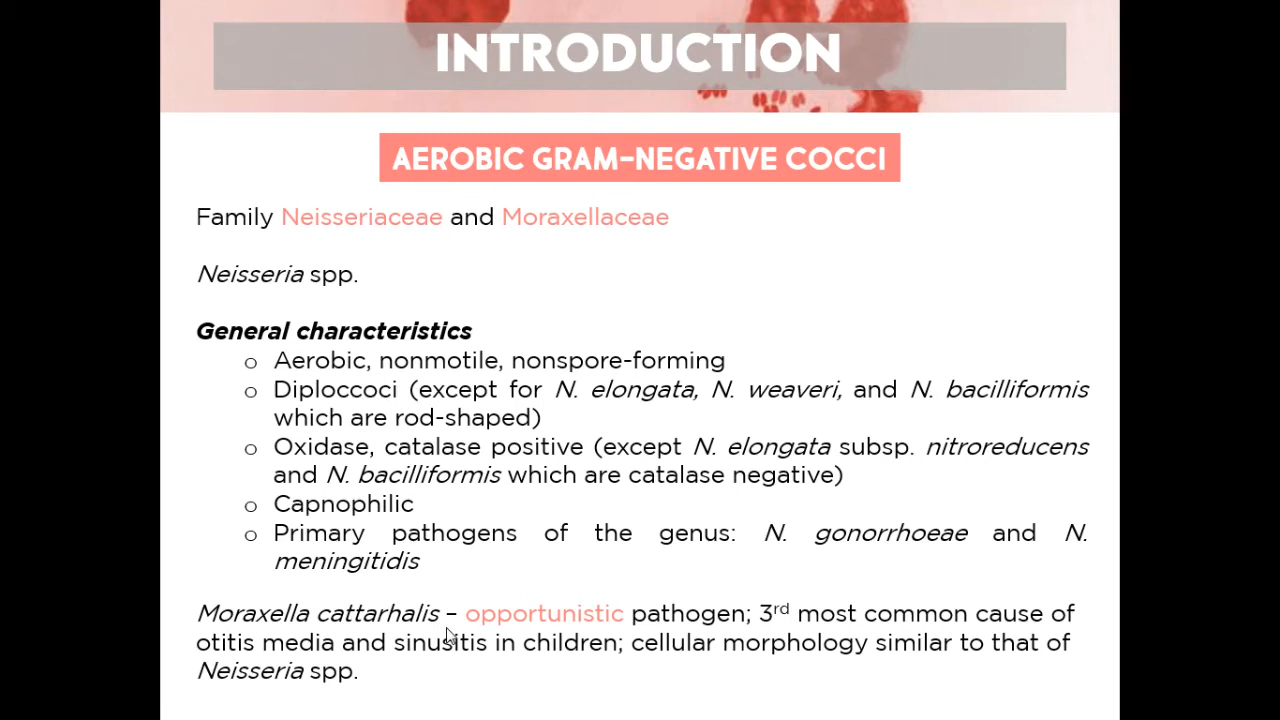 INTRODUCTION
AEROBIC GRAM-NEGATIVE COCCI
Family Neisseriaceae and Moraxellaceae
Neisseria spp.
General characteristics
o Aerobic, nonmotile, nonspore-forming
o Diploccoci (except for N. elongata, N. weaveri, and N. bacilliformis
which are rod-shaped)
o Oxidase, catalase positive (except N. elongata subsp. nitroreducens
and N. bacilliformis which are catalase negative)
o Capnophilic
o Primary pathogens of the genus: N. gonorrhoeae and N.
meningitidis
Moraxella cattarhalis – opportunistic pathogen; 3rd most common cause of
otitis media and sinusitis in children; cellular morphology similar to that of
Neisseria spp.